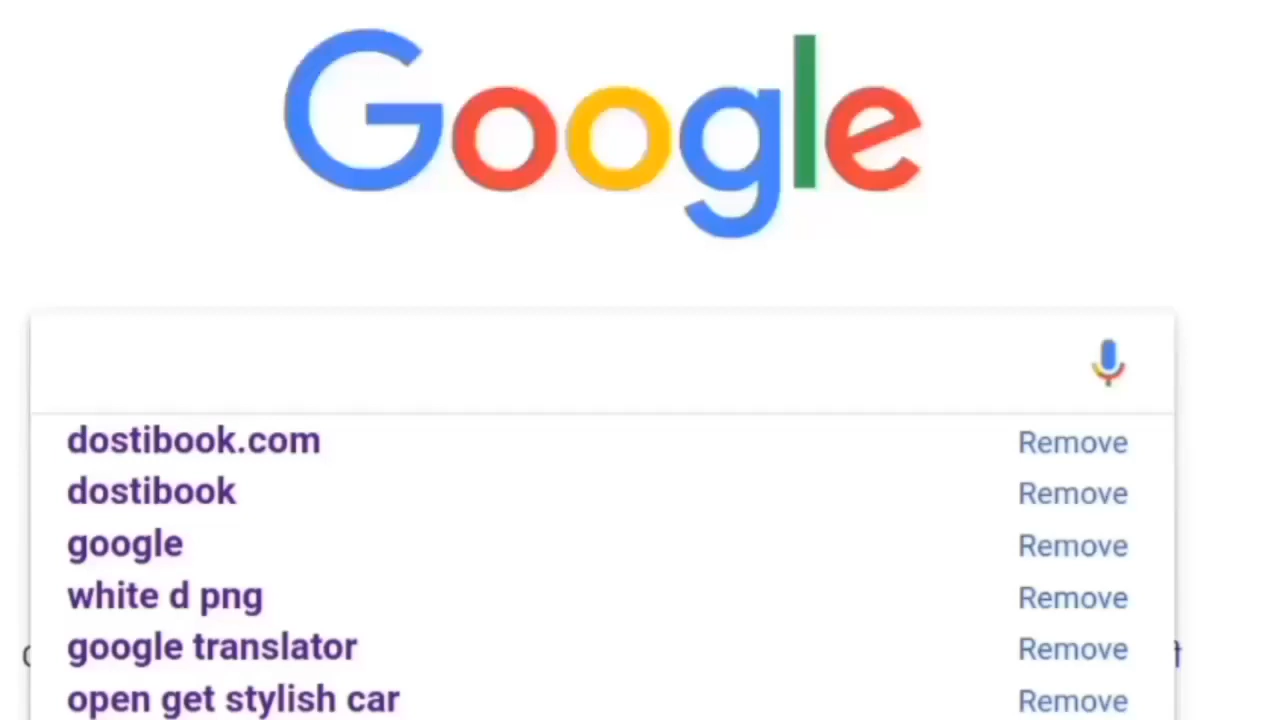 Google
dostibook.com Remove
dostibook Remove
google Remove
white d png Remove
google translator Remove
open get stylish car Remove